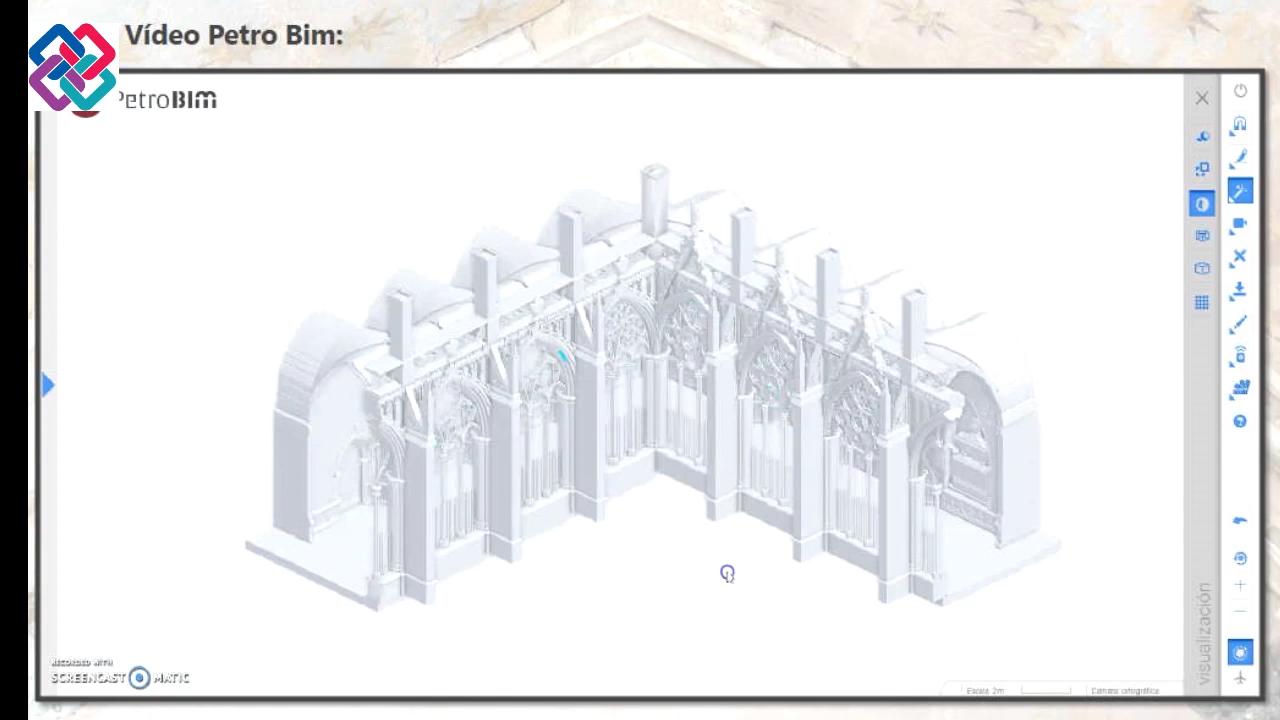 Vídeo Petro Bim:
PetroBIM
visualización
RECORDED WITH
SCREENCAST MATIC
Escala 2m
Cámara ortográfica